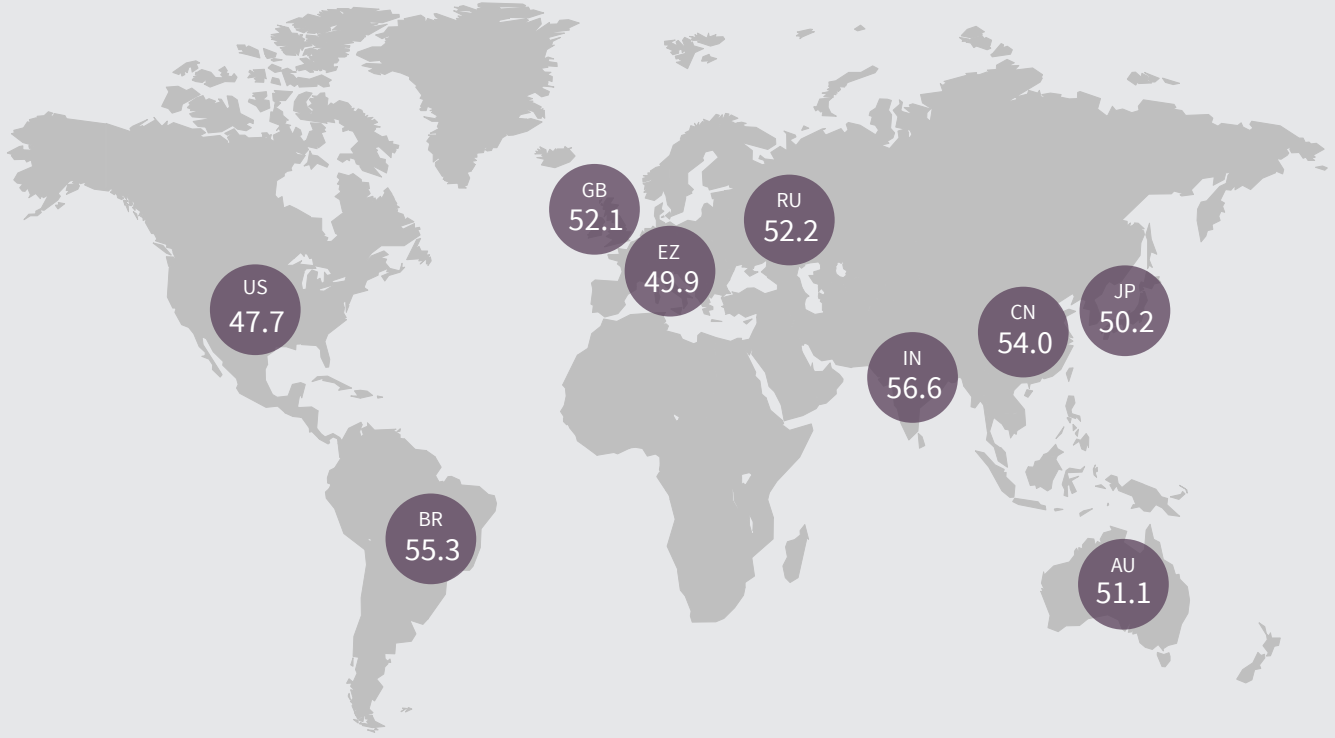 GB
52.1
RU
52.2
EZ
49.9
US
47.7
JP
50.2
CN
54.0
IN
56.6
BR
55.3
AU
51.1